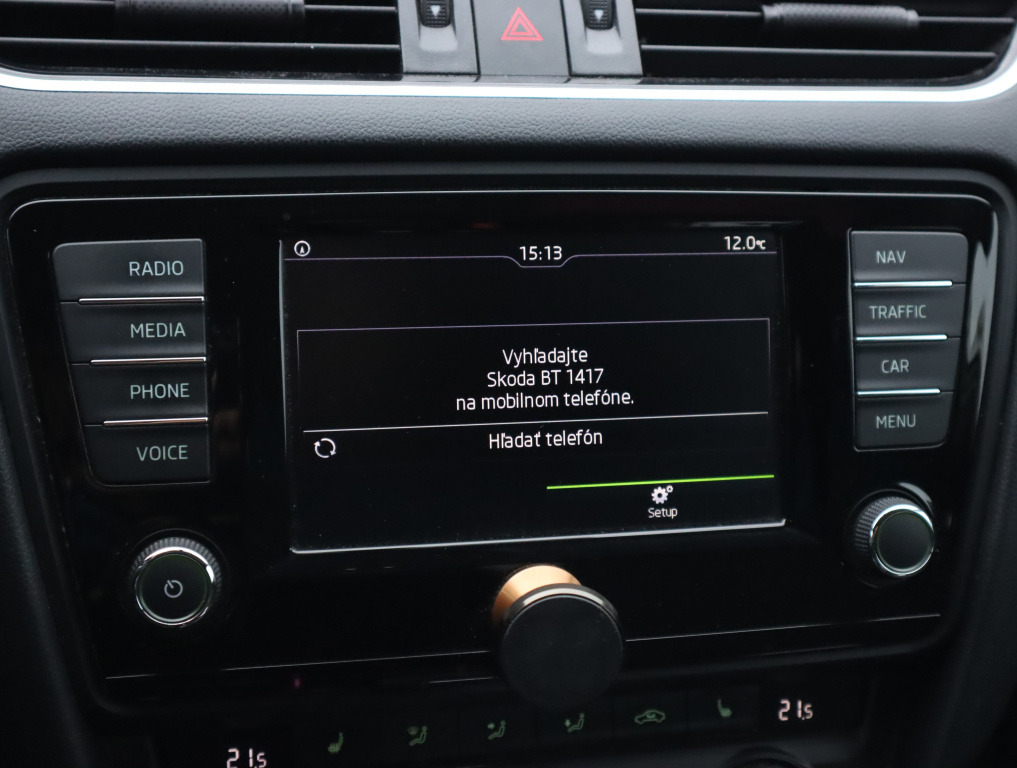 15:13
12.0°C
RADIO
MEDIA
PHONE
VOICE
Vyhľadajte
Skoda BT 1417
na mobilnom telefóne.
Hľadať telefón
Setup
NAV
TRAFFIC
CAR
MENU
21.5
21.5